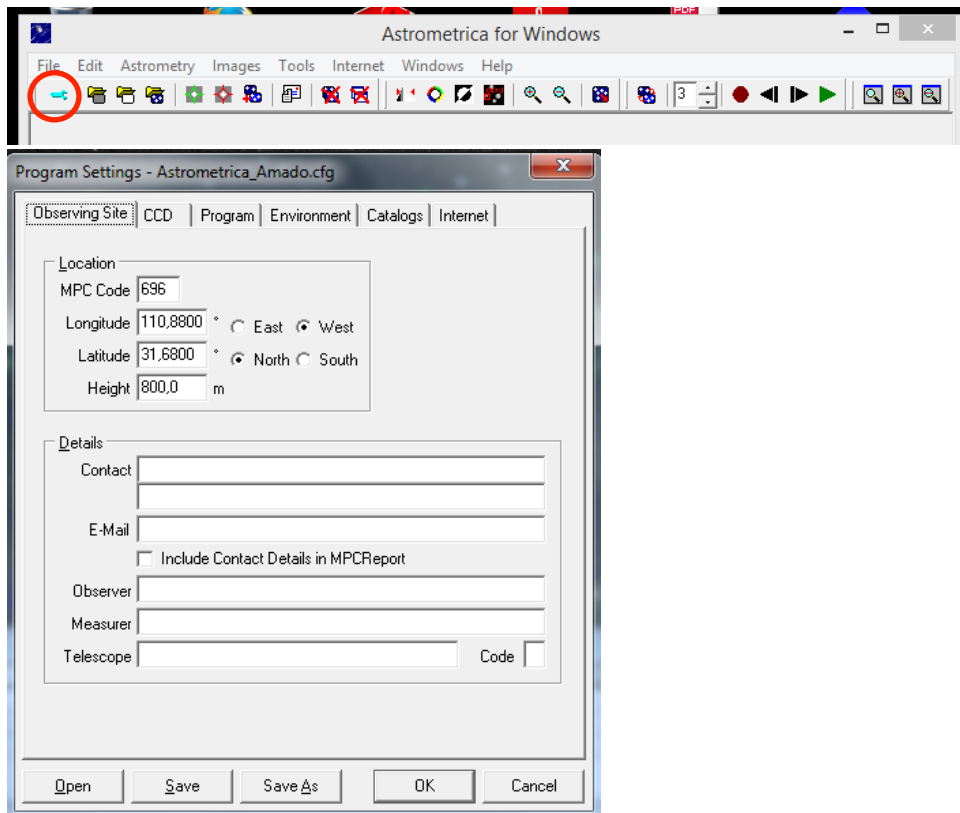 PDF
Astrometrica for Windows
File Edit Astrometry Images Tools Internet Windows Help
3
Program Settings - Astrometrica_Amado.cfg
Observing Site CCD Program Environment Catalogs Internet
Location
MPC Code 696
Longitude 110,8800 ° East West
Latitude 31,6800 ° North South
Height 800,0 m
Details
Contact
E-Mail
Include Contact Details in MPCReport
Observer
Measurer
Telescope Code
Open Save Save As OK Cancel